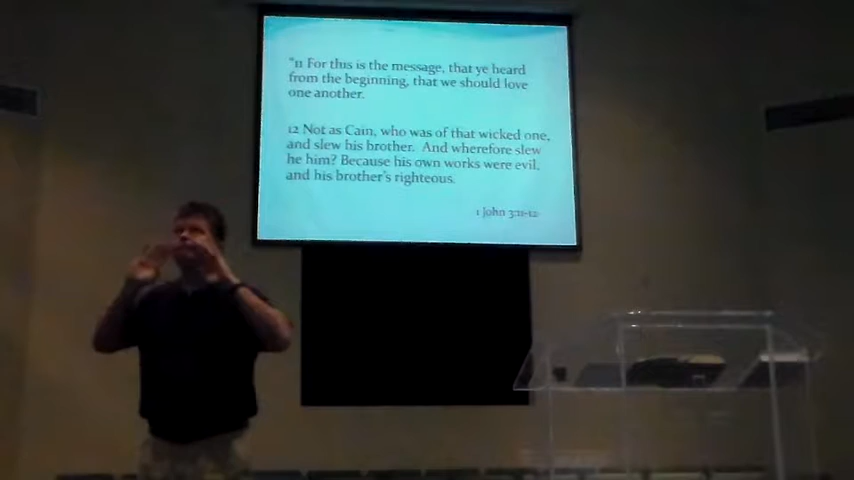 "11 For this is the message, that ye heard
from the beginning, that we should love
one another.
12 Not as Cain, who was of that wicked one,
and slew his brother. And wherefore slew
he him? Because his own works were evil,
and his brother's righteous.
1 John 3:11-12